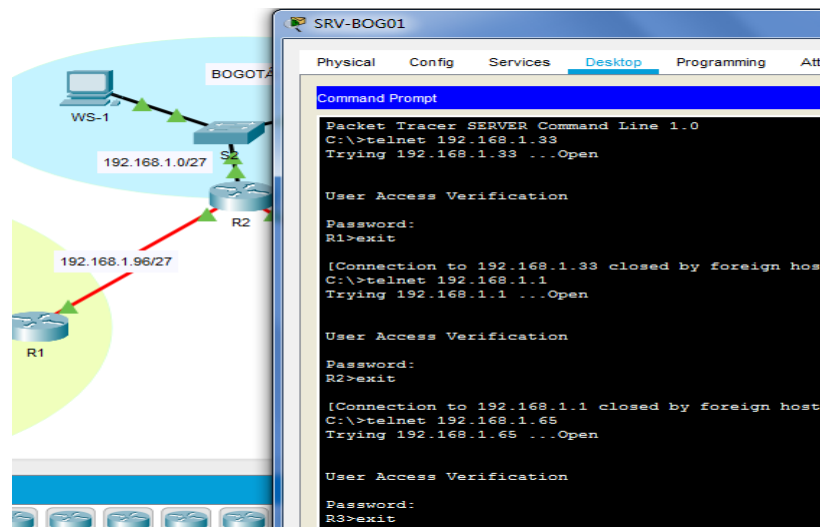 SRV-BOG01
Physical Config Services Desktop Programming Att
BOGOTÁ
Command Prompt
WS-1
S2
192.168.1.0/27
R2
192.168.1.96/27
R1
Packet Tracer SERVER Command Line 1.0
C:\>telnet 192.168.1.33
Trying 192.168.1.33 ...Open
User Access Verification
Password:
R1>exit
[Connection to 192.168.1.33 closed by foreign hos
C:\>telnet 192.168.1.1
Trying 192.168.1.1 ...Open
User Access Verification
Password:
R2>exit
[Connection to 192.168.1.1 closed by foreign host
C:\>telnet 192.168.1.65
Trying 192.168.1.65 ...Open
User Access Verification
Password:
R3>exit